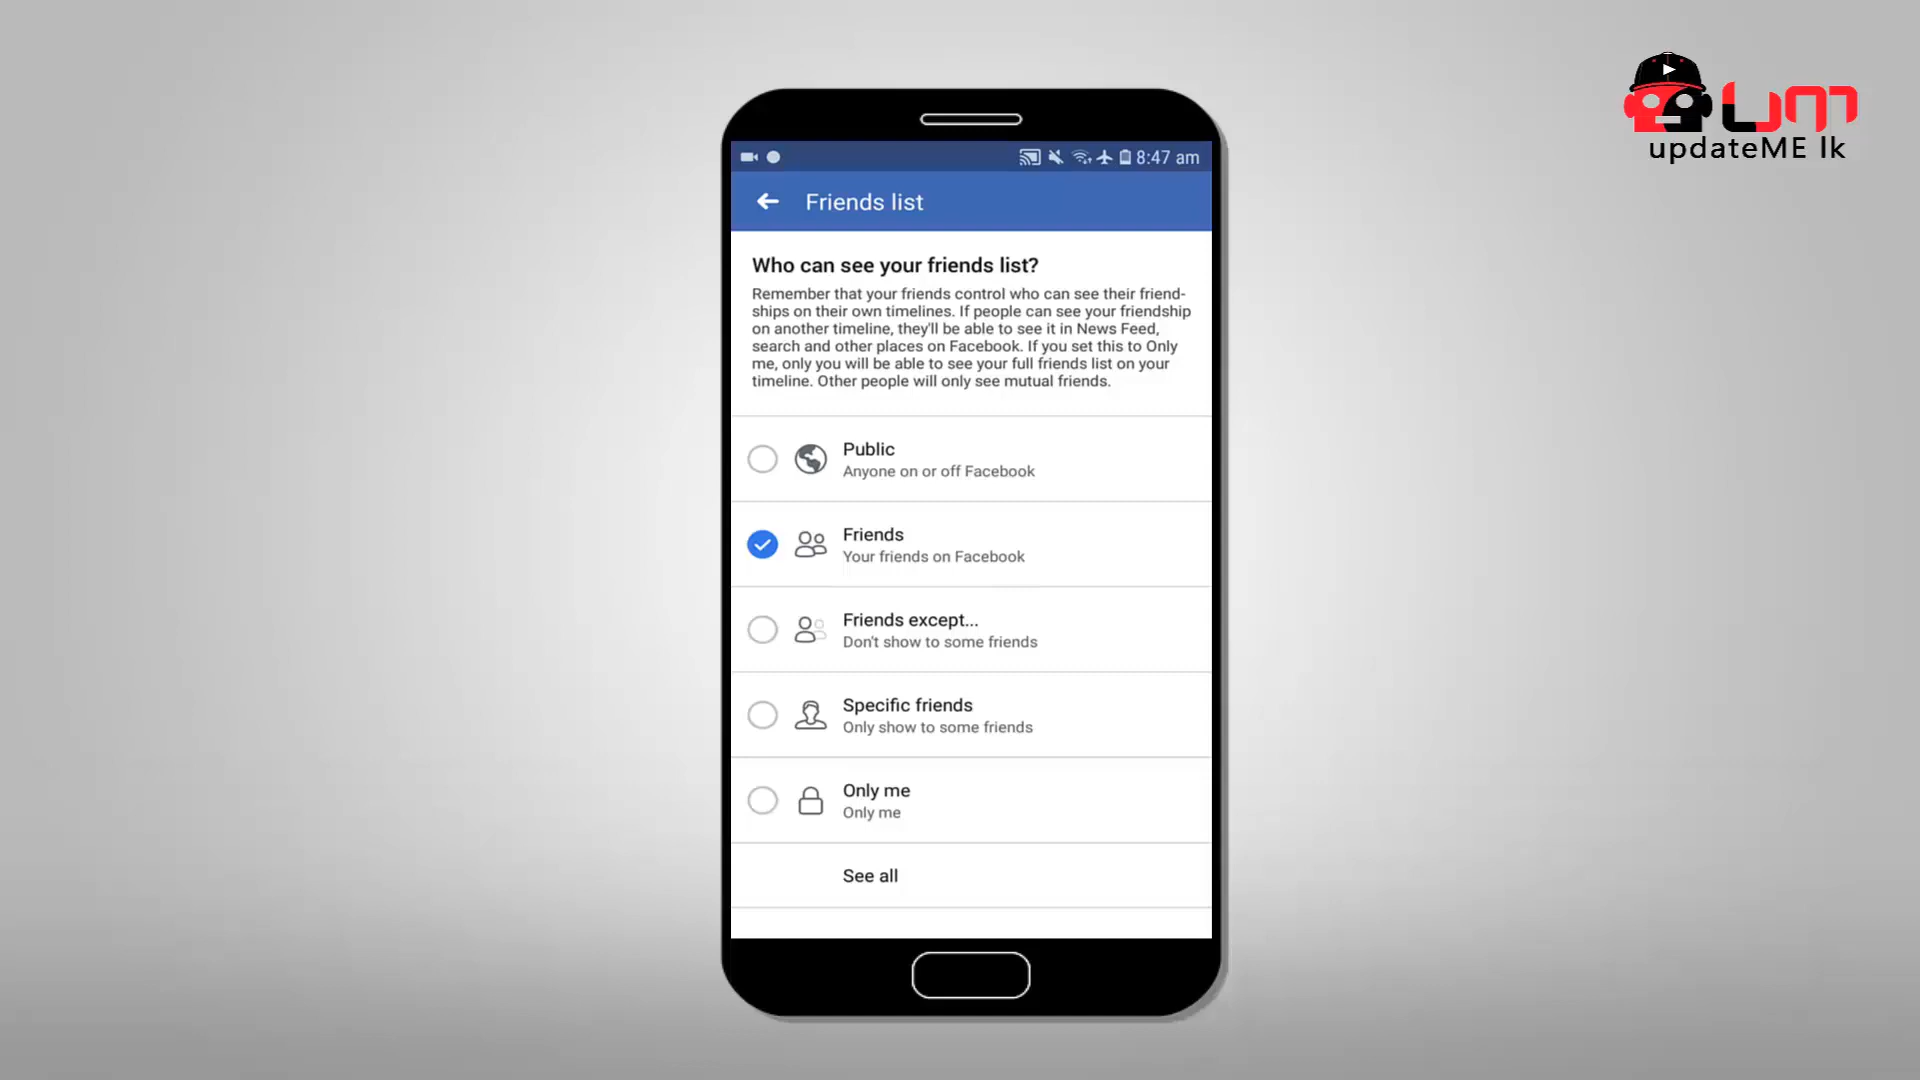 um
updateME lk
8:47 am
Friends list
Who can see your friends list?
Remember that your friends control who can see their friend-
ships on their own timelines. If people can see your friendship
on another timeline, they'll be able to see it in News Feed,
search and other places on Facebook. If you set this to Only
me, only you will be able to see your full friends list on your
timeline. Other people will only see mutual friends.
Public
Anyone on or off Facebook
Friends
Your friends on Facebook
Friends except...
Don't show to some friends
Specific friends
Only show to some friends
Only me
Only me
See all